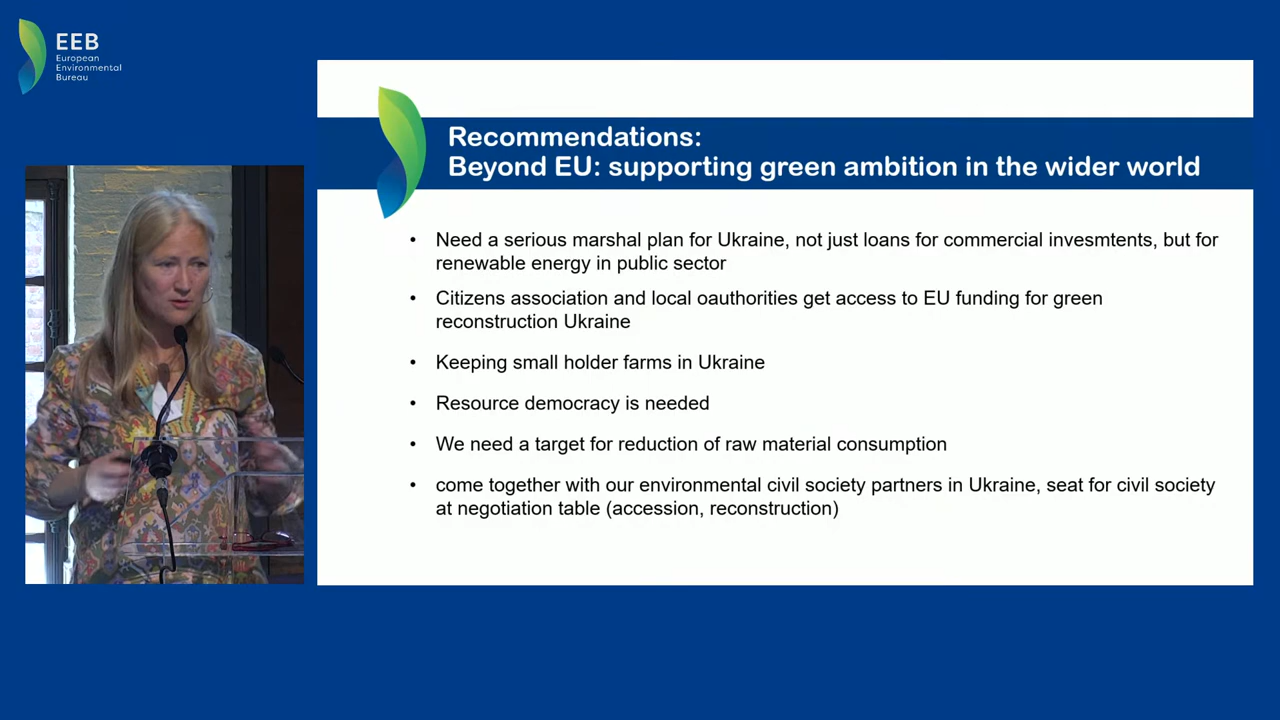 EEB
European
Environmental
Bureau
Recommendations:
Beyond EU: supporting green ambition in the wider world
• Need a serious marshal plan for Ukraine, not just loans for commercial invesmtents, but for
renewable energy in public sector
• Citizens association and local oauthorities get access to EU funding for green
reconstruction Ukraine
• Keeping small holder farms in Ukraine
• Resource democracy is needed
• We need a target for reduction of raw material consumption
• come together with our environmental civil society partners in Ukraine, seat for civil society
at negotiation table (accession, reconstruction)